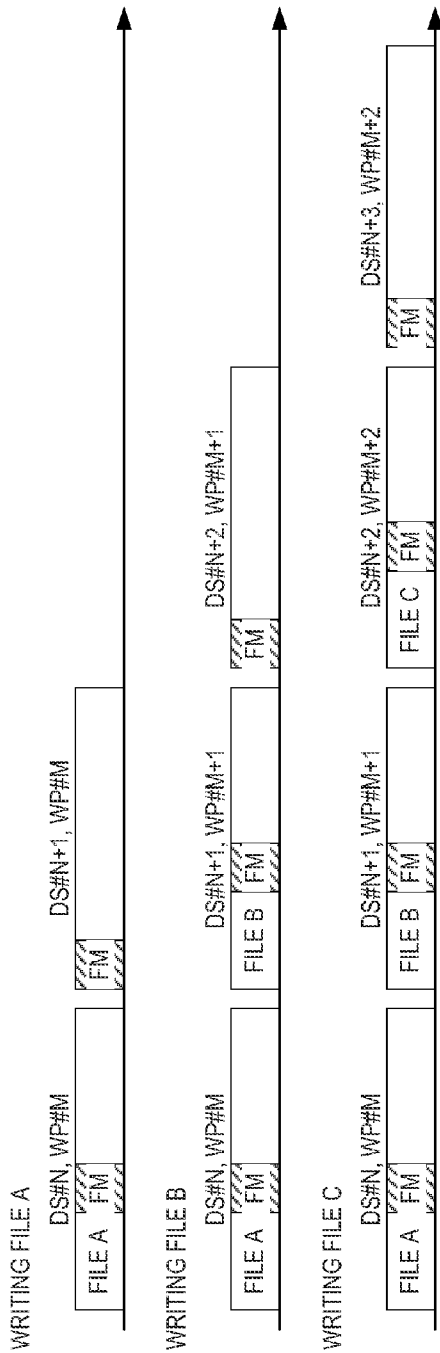 WRITING FILE A
DS#N, WP#M
DS#N+1, WP#M
FILE A
FM
FM
WRITING FILE B
DS#N, WP#M
DS#N+1, WP#M+1
DS#N+2, WP#M+1
FILE A
FM
FILE B
FM
FM
WRITING FILE C
DS#N, WP#M
DS#N+1, WP#M+1
DS#N+2, WP#M+2
DS#N+3, WP#M+2
FILE A
FM
FILE B
FM
FILE C
FM
FM